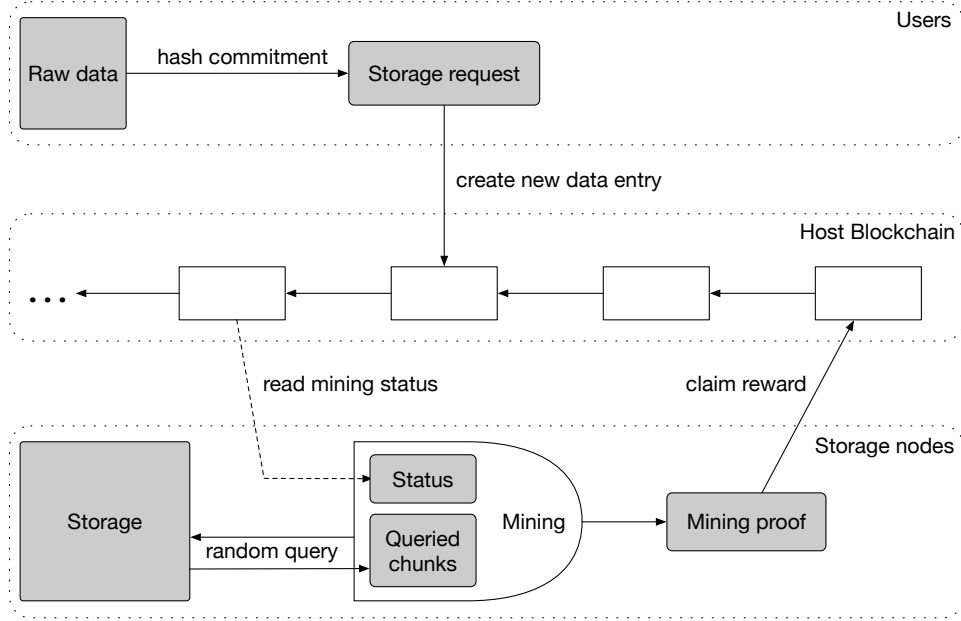 Users
Raw data
hash commitment
Storage request
create new data entry
Host Blockchain
...
read mining status
claim reward
Storage nodes
Storage
random query
Status
Queried
chunks
Mining
Mining proof